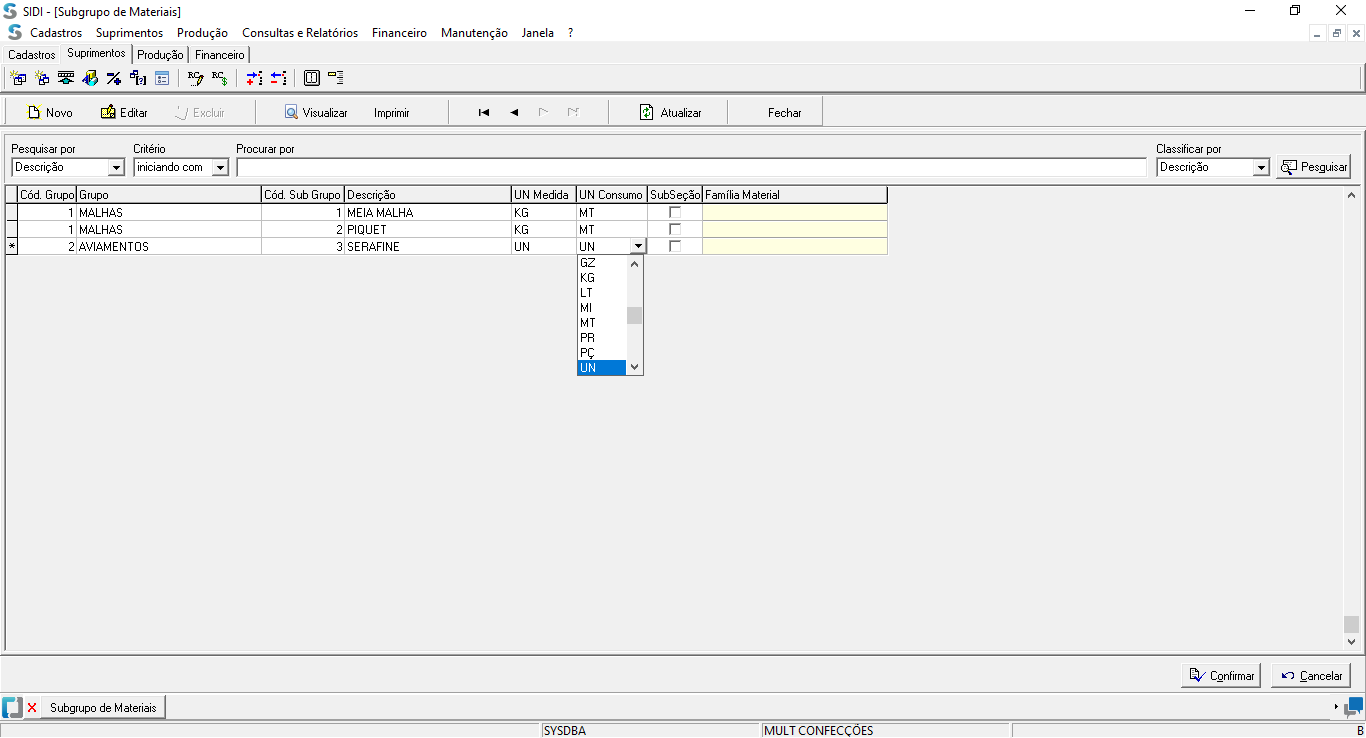 SIDI - [Subgrupo de Materiais]
Cadastros Suprimentos Produção Consultas e Relatórios Financeiro Manutenção Janela ?
Cadastros Suprimentos Produção Financeiro
Novo Editar Excluir Visualizar Imprimir Atualizar Fechar
Pesquisar por Critério Procurar por Classificar por
Descrição iniciando com Descrição Pesquisar
Cód. Grupo Grupo Cód. Sub Grupo Descrição UN Medida UN Consumo SubSeção Família Material
1 MALHAS 1 MEIA MALHA KG MT
1 MALHAS 2 PIQUET KG MT
* 2 AVIAMENTOS 3 SERAFINE UN UN
GZ
KG
LT
MI
MT
PR
PÇ
UN
Confirmar Cancelar
Subgrupo de Materiais
SYSDBA MULT CONFECÇÕES B